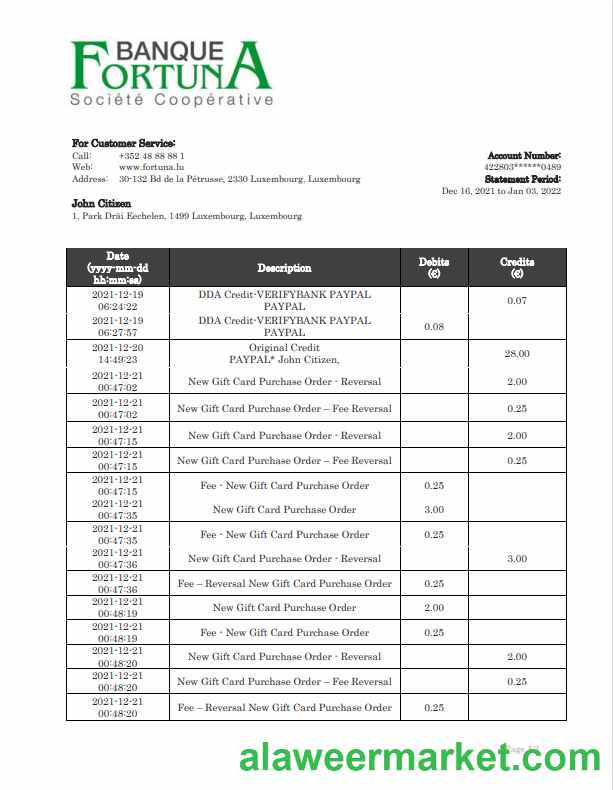 BANQUE
FORTUNA
Société Coopérative
For Customer Service:
Call: +352 48 88 88 1
Web: www.fortuna.lu
Address: 30-132 Bd de la Pétrusse, 2330 Luxembourg, Luxembourg
Account Number:
422803******0489
Statement Period:
Dec 16, 2021 to Jan 03, 2022
John Citizen
1, Park Dräi Eechelen, 1499 Luxembourg, Luxembourg
Date (yyyy-mm-dd hh:mm:ss) Description Debits (€) Credits (€)
2021-12-19 06:24:22 DDA Credit-VERIFYBANK PAYPAL PAYPAL 0.07
2021-12-19 06:27:57 DDA Credit-VERIFYBANK PAYPAL PAYPAL 0.08
2021-12-20 14:49:23 Original Credit PAYPAL* John Citizen, 28.00
2021-12-21 00:47:02 New Gift Card Purchase Order - Reversal 2.00
2021-12-21 00:47:02 New Gift Card Purchase Order – Fee Reversal 0.25
2021-12-21 00:47:15 New Gift Card Purchase Order - Reversal 2.00
2021-12-21 00:47:15 New Gift Card Purchase Order – Fee Reversal 0.25
2021-12-21 00:47:15 Fee - New Gift Card Purchase Order 0.25
2021-12-21 00:47:35 New Gift Card Purchase Order 3.00
2021-12-21 00:47:35 Fee - New Gift Card Purchase Order 0.25
2021-12-21 00:47:36 New Gift Card Purchase Order - Reversal 3.00
2021-12-21 00:47:36 Fee – Reversal New Gift Card Purchase Order 0.25
2021-12-21 00:48:19 New Gift Card Purchase Order 2.00
2021-12-21 00:48:19 Fee - New Gift Card Purchase Order 0.25
2021-12-21 00:48:20 New Gift Card Purchase Order - Reversal 2.00
2021-12-21 00:48:20 New Gift Card Purchase Order – Fee Reversal 0.25
2021-12-21 00:48:20 Fee – Reversal New Gift Card Purchase Order 0.25
Page
alaweermarket.com